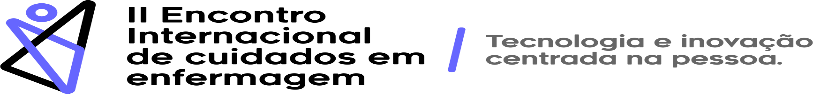 II Encontro
Internacional
de cuidados em
enfermagem
Tecnologia e inovação
centrada na pessoa.